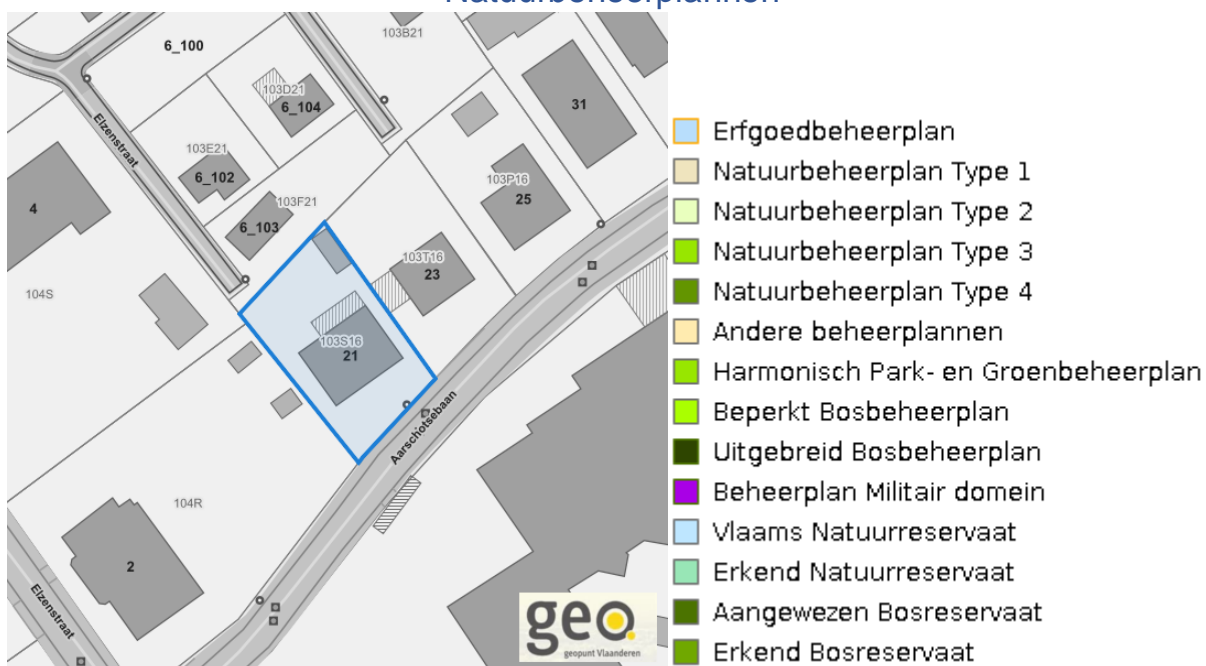 Natuurbeheerplannen
6_100
103B21
103D21
6_104
31
Elzenstraat
103E21
6_102
103P16
25
4
103F21
6_103
103T16
23
104S
103S16
21
Aarschotsebaan
104R
2
Elzenstraat
geo.
geopunt Vlaanderen
Erfgoedbeheerplan
Natuurbeheerplan Type 1
Natuurbeheerplan Type 2
Natuurbeheerplan Type 3
Natuurbeheerplan Type 4
Andere beheerplannen
Harmonisch Park- en Groenbeheerplan
Beperkt Bosbeheerplan
Uitgebreid Bosbeheerplan
Beheerplan Militair domein
Vlaams Natuurreservaat
Erkend Natuurreservaat
Aangewezen Bosreservaat
Erkend Bosreservaat